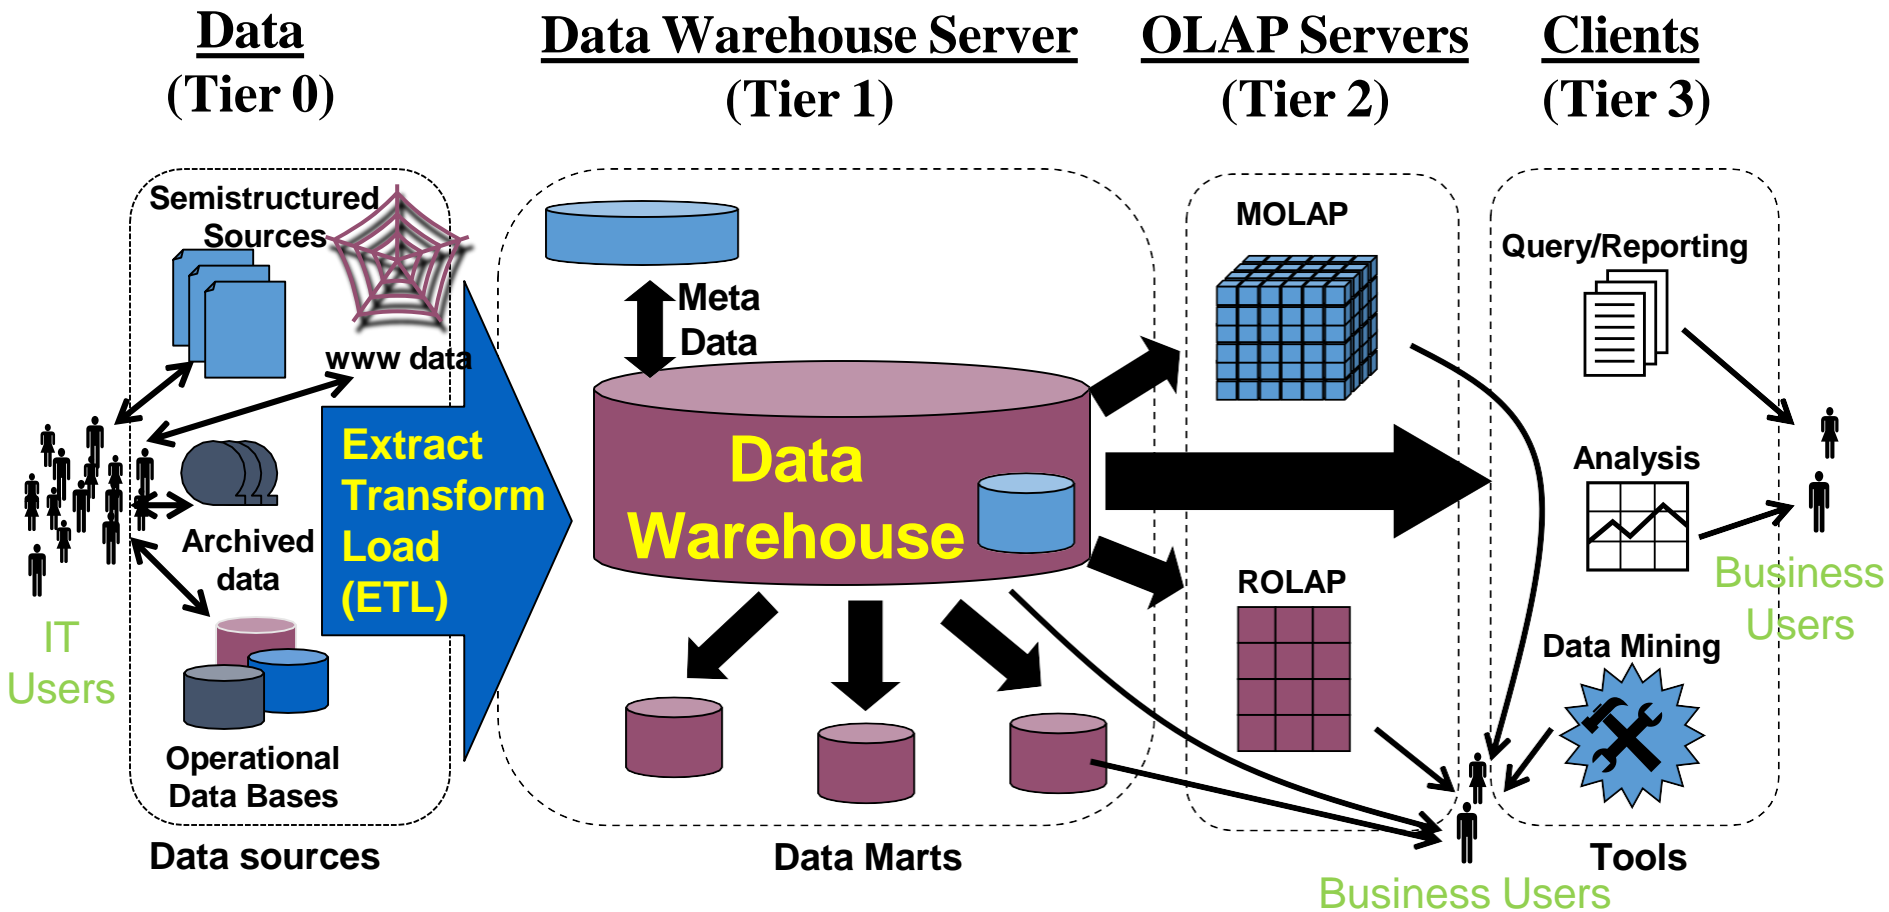 Data
(Tier 0)
Data Warehouse Server
(Tier 1)
OLAP Servers
(Tier 2)
Clients
(Tier 3)
Semistructured
Sources
www data
Archived
data
Operational
Data Bases
Data sources
IT
Users
Extract
Transform
Load
(ETL)
Meta
Data
Data
Warehouse
Data Marts
MOLAP
ROLAP
Query/Reporting
Analysis
Data Mining
Tools
Business
Users
Business Users